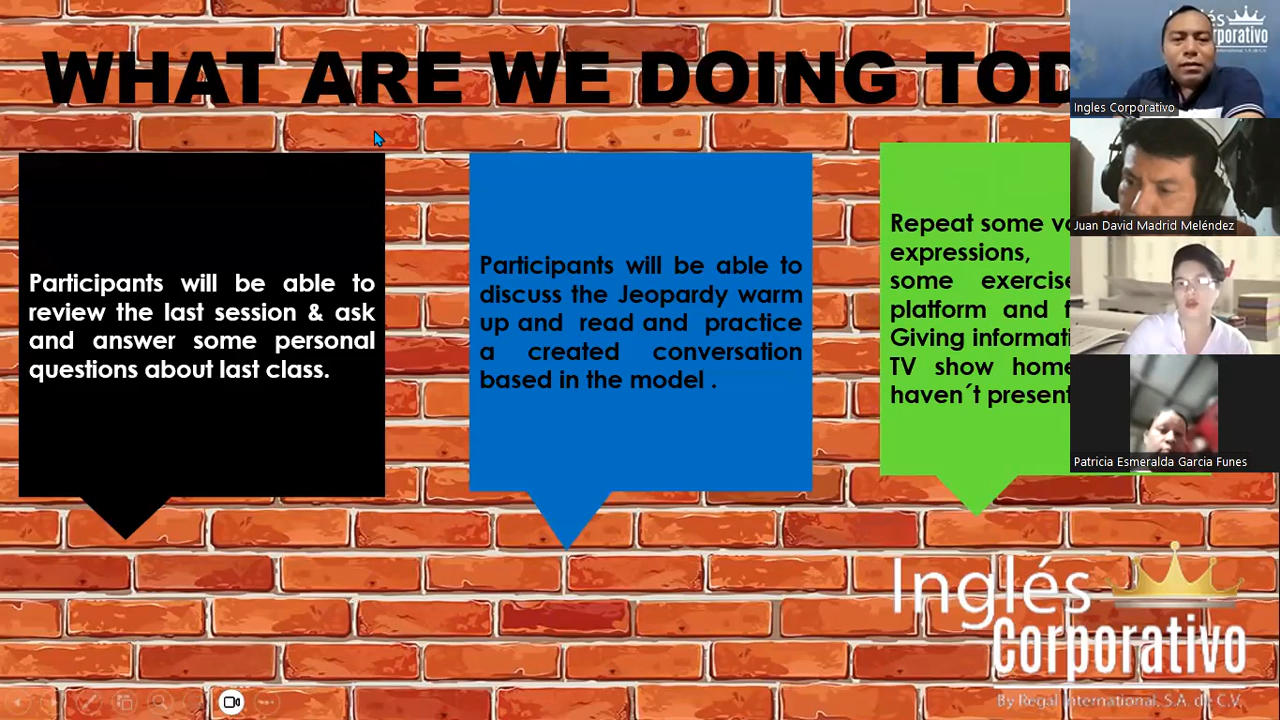 WHAT ARE WE DOING TOD
Participants will be able to
review the last session & ask
and answer some personal
questions about last class.
Participants will be able to
discuss the Jeopardy warm
up and read and practice
a created conversation
based in the model .
Repeat some
expressions,
some exercise
platform and
Giving informati
TV show home
haven´t present
Inglés
Corporativo
By Regal International, S.A. de C.V.
Ingles Corporativo
Juan David Madrid Meléndez
Patricia Esmeralda Garcia Funes